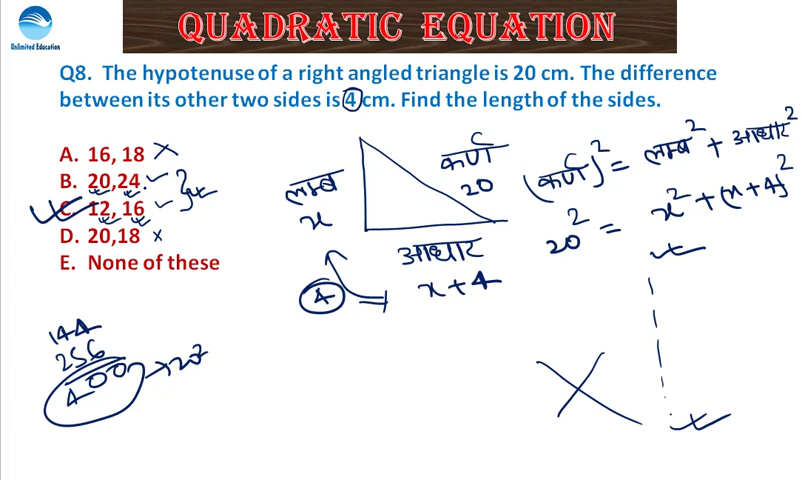 QUADRATIC EQUATION
Unlimited Education
Q8. The hypotenuse of a right angled triangle is 20 cm. The difference
between its other two sides is 4 cm. Find the length of the sides.
A. 16, 18
B. 20,24.
C. 12, 16
D. 20,18
E. None of these
लम्ब
x
कर्ण
20
आधार
x + 4
4
(कर्ण)² = लम्ब² + आधार²
20² = x² + (x + 4)²
144
256
400